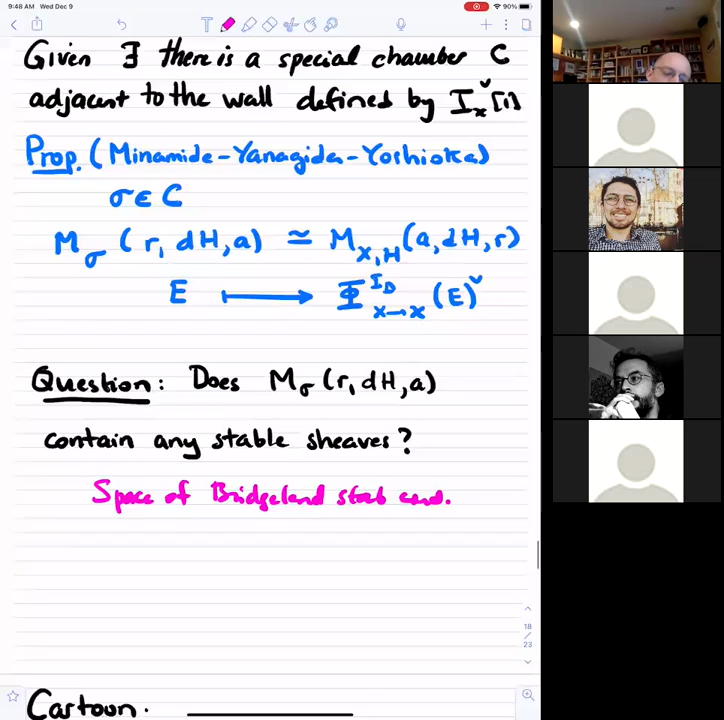 9:48 AM Wed Dec 9
Given ∃ there is a special chamber C
adjacent to the wall defined by I_x^∨[1]
Prop. (Minamide-Yanagida-Yoshioka)
σ ∈ C
M_σ (r, dH, a) ≃ M_{X,H} (a, dH, r)
E ⟼ Φ_{X→X}^{I_Δ} (E)^∨
Question: Does M_σ (r, dH, a)
contain any stable sheaves?
Space of Bridgeland stab cond.
18
/
23
Cartoon.